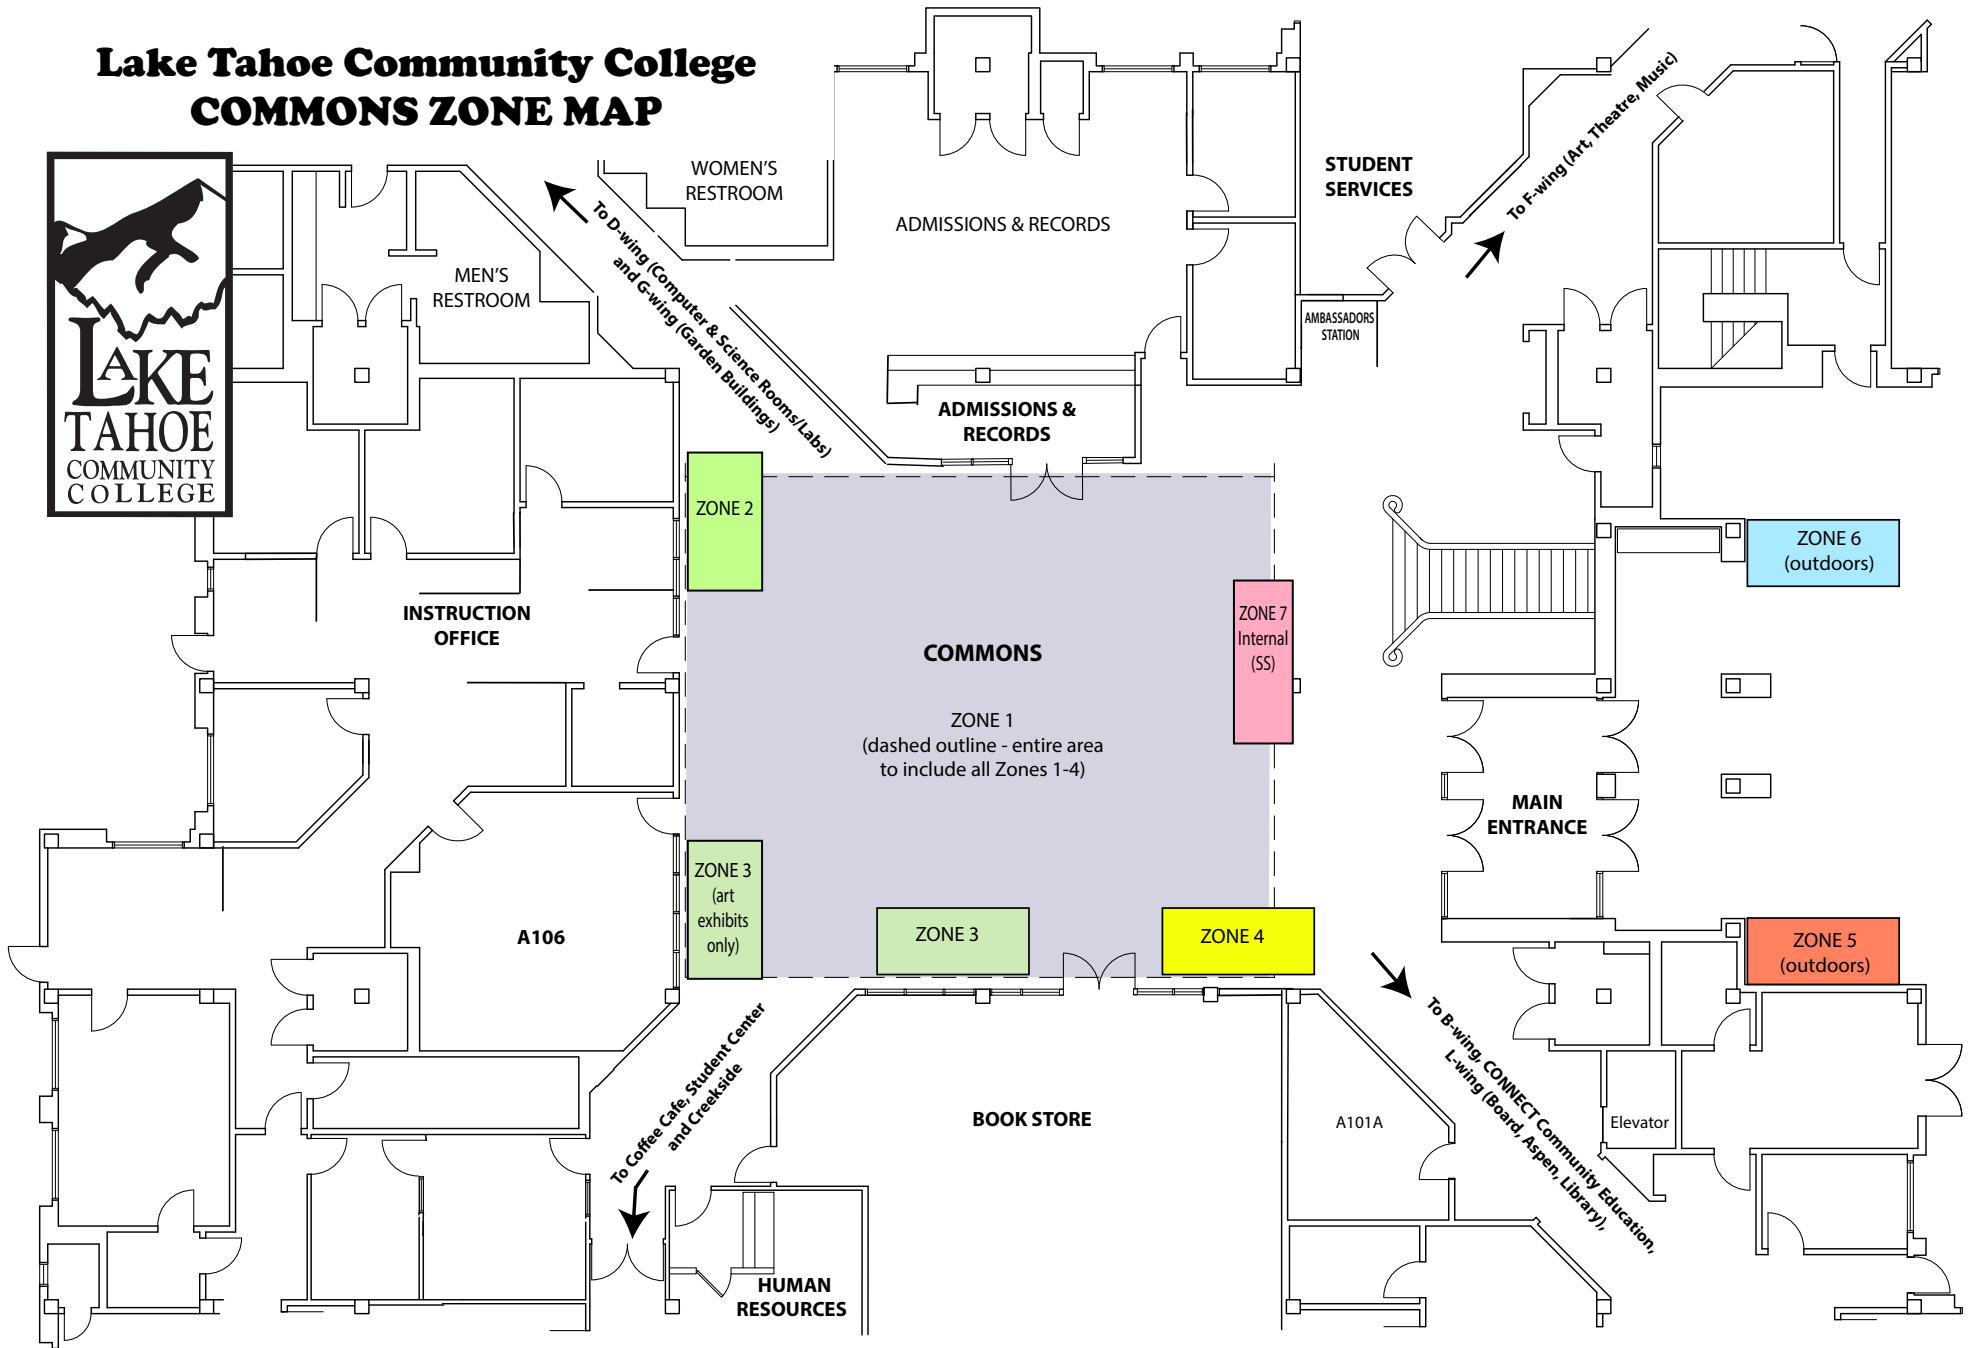 Lake Tahoe Community College
COMMONS ZONE MAP
LAKE
TAHOE
COMMUNITY
COLLEGE
WOMEN'S
RESTROOM
ADMISSIONS & RECORDS
STUDENT
SERVICES
To F-wing (Art, Theatre, Music)
MEN'S
RESTROOM
To D-wing (Computer & Science Rooms/Labs)
and G-wing (Garden Buildings)
AMBASSADORS
STATION
ADMISSIONS &
RECORDS
ZONE 2
ZONE 6
(outdoors)
INSTRUCTION
OFFICE
COMMONS
ZONE 7
Internal
(SS)
ZONE 1
(dashed outline - entire area
to include all Zones 1-4)
MAIN
ENTRANCE
ZONE 3
(art
exhibits
only)
A106
ZONE 3
ZONE 4
ZONE 5
(outdoors)
To Coffee Cafe, Student Center
and Creekside
BOOK STORE
A101A
To B-wing, CONNECT Community Education,
L-wing (Board, Aspen, Library),
Elevator
HUMAN
RESOURCES